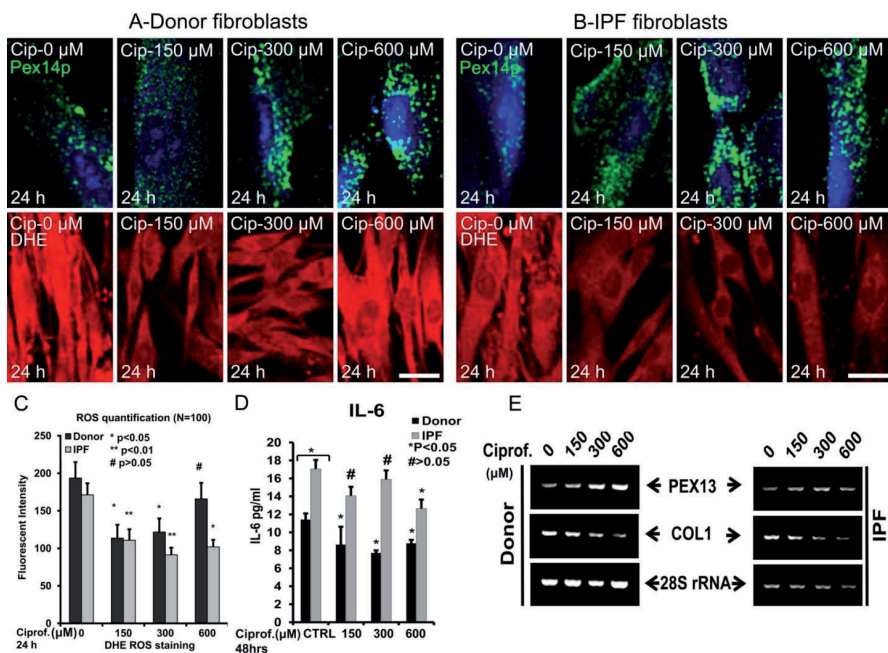 A-Donor fibroblasts
B-IPF fibroblasts
Cip-0 µM
Pex14p
24 h
Cip-150 µM
24 h
Cip-300 µM
24 h
Cip-600 µM
24 h
Cip-0 µM
Pex14p
24 h
Cip-150 µM
24 h
Cip-300 µM
24 h
Cip-600 µM
24 h
Cip-0 µM
DHE
24 h
Cip-150 µM
24 h
Cip-300 µM
24 h
Cip-600 µM
24 h
Cip-0 µM
DHE
24 h
Cip-150 µM
24 h
Cip-300 µM
24 h
Cip-600 µM
24 h
C
ROS quantification (N=100)
Donor
IPF
* p<0.05
** p<0.01
# p>0.05
Fluorescent Intensity
250
200
150
100
50
0
* ** * ** # *
Ciprof.(µM) 0 150 300 600
24 h DHE ROS staining
D
IL-6
Donor
IPF
*P<0.05
#>0.05
IL-6 pg/ml
20
18
16
14
12
10
8
6
4
2
0
* * # * # * *
Ciprof.(µM) CTRL 150 300 600
48hrs
E
Ciprof. 0 150 300 600
(µM)
0 150 300 600
Donor
PEX13
COL1
28S rRNA
IPF